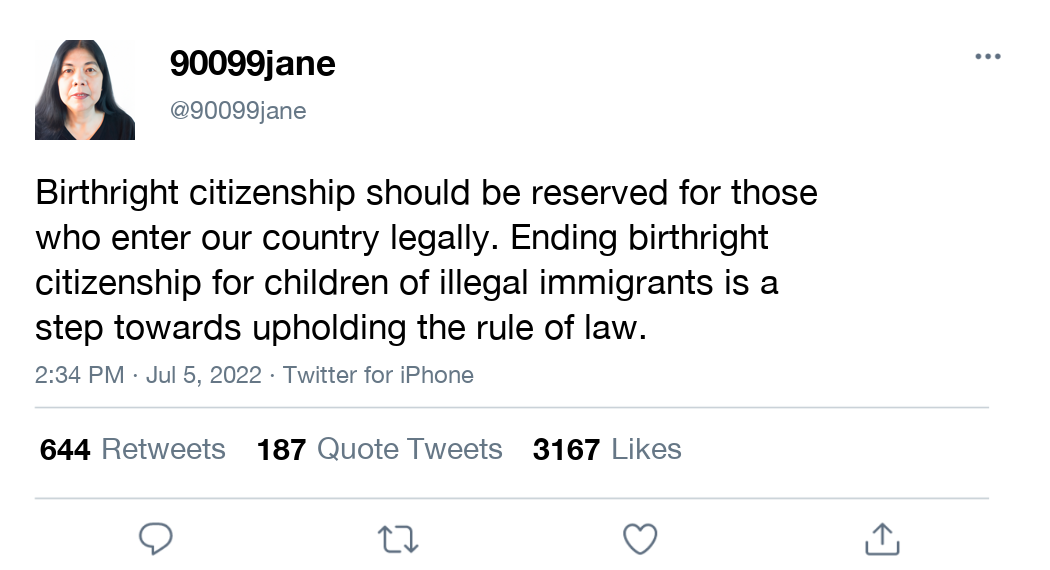 90099jane
@90099jane
Birthright citizenship should be reserved for those
who enter our country legally. Ending birthright
citizenship for children of illegal immigrants is a
step towards upholding the rule of law.
2:34 PM · Jul 5, 2022 · Twitter for iPhone
644 Retweets 187 Quote Tweets 3167 Likes